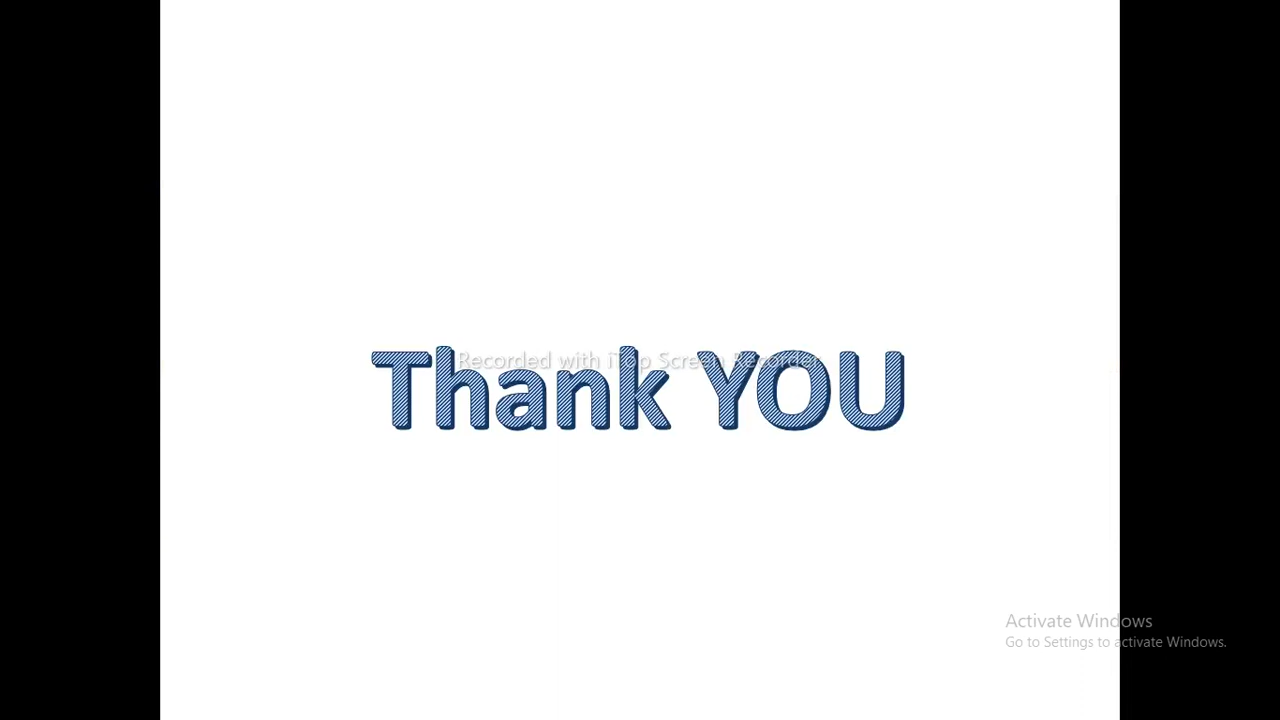 Recorded with iTop Screen Recorder
Thank YOU
Activate Windows
Go to Settings to activate Windows.